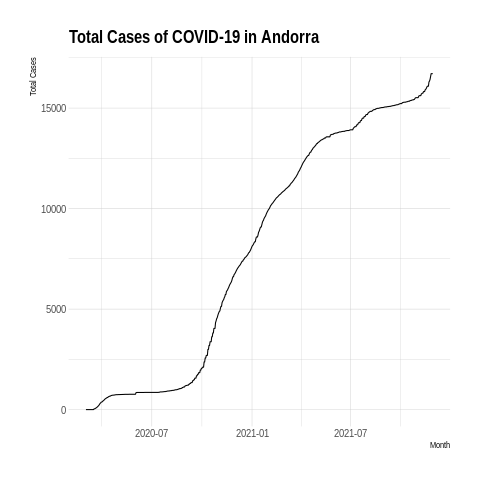 Total Cases of COVID-19 in Andorra
Total Cases
15000
10000
5000
0
2020-07
2021-01
2021-07
Month